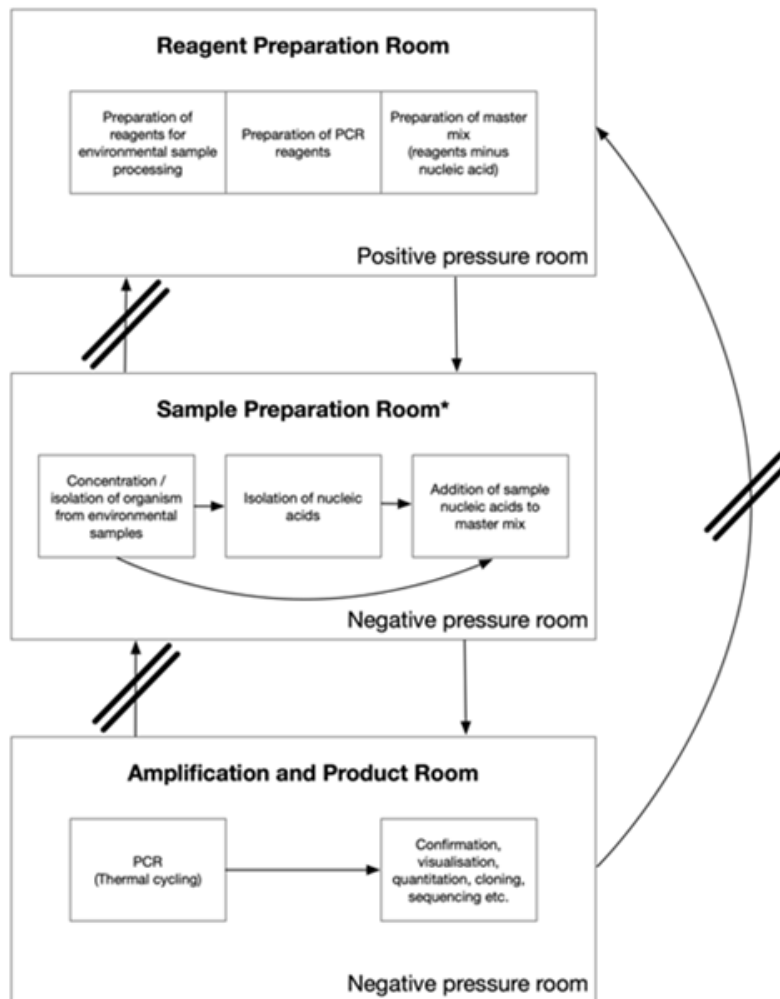 Reagent Preparation Room
Preparation of
reagents for
environmental sample
processing
Preparation of PCR
reagents
Preparation of master
mix
(reagents minus
nucleic acid)
Positive pressure room
Sample Preparation Room*
Concentration /
isolation of organism
from environmental
samples
Isolation of nucleic
acids
Addition of sample
nucleic acids to
master mix
Negative pressure room
Amplification and Product Room
PCR
(Thermal cycling)
Confirmation,
visualisation,
quantitation, cloning,
sequencing etc.
Negative pressure room